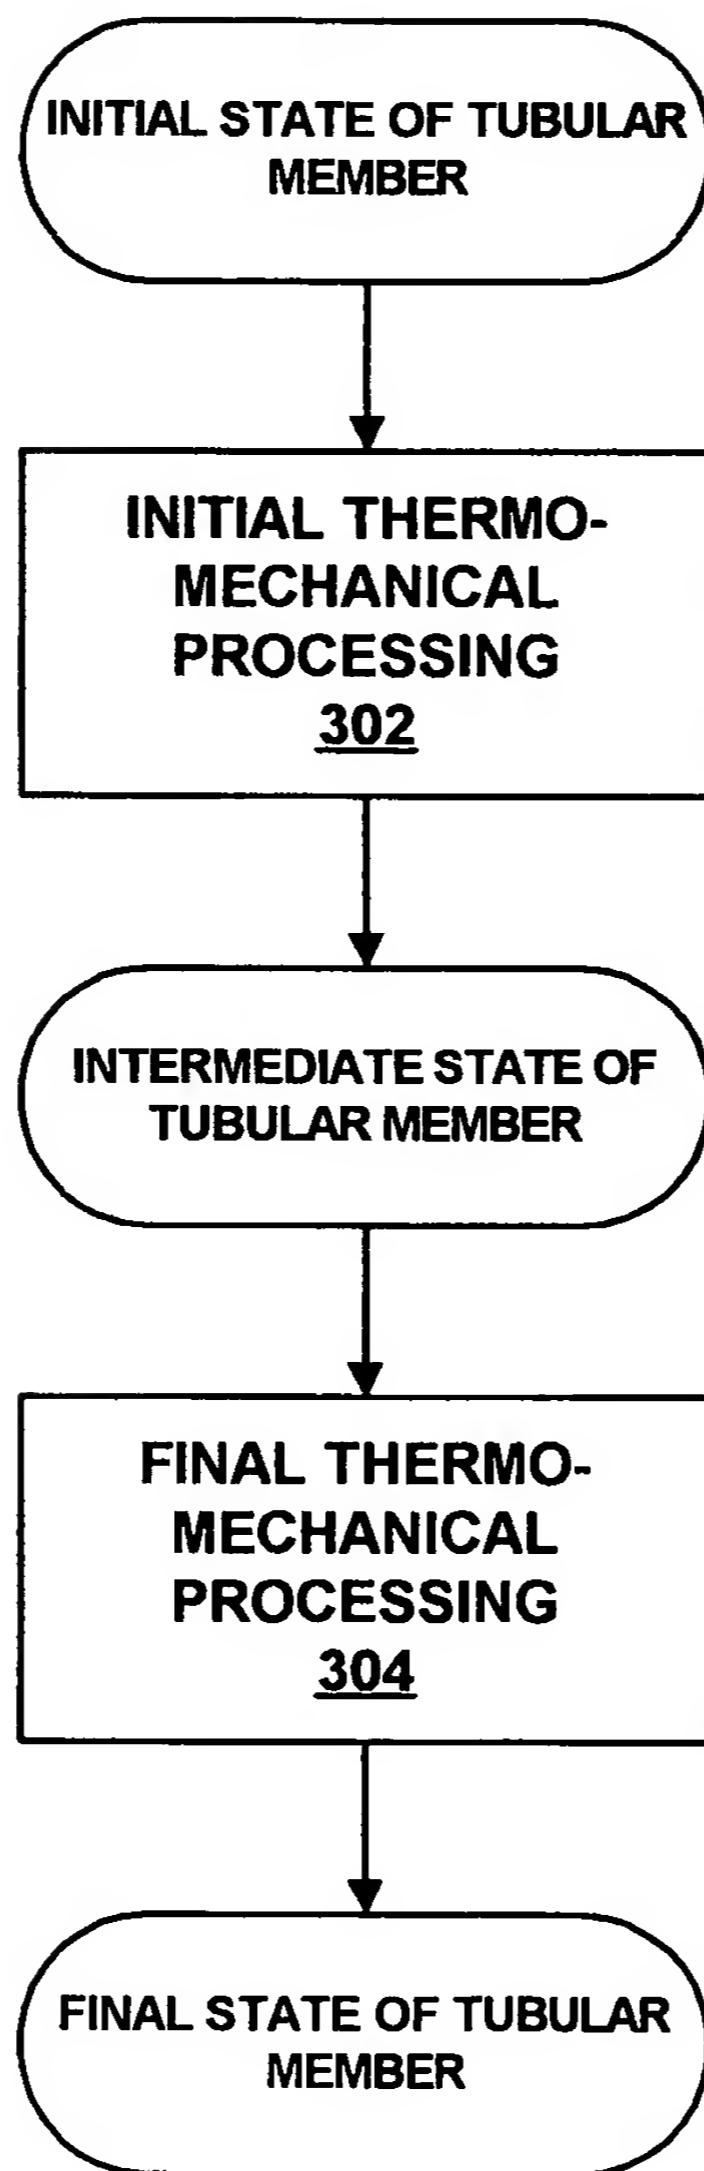 INITIAL STATE OF TUBULAR
MEMBER
INITIAL THERMO-
MECHANICAL
PROCESSING
302
INTERMEDIATE STATE OF
TUBULAR MEMBER
FINAL THERMO-
MECHANICAL
PROCESSING
304
FINAL STATE OF TUBULAR
MEMBER